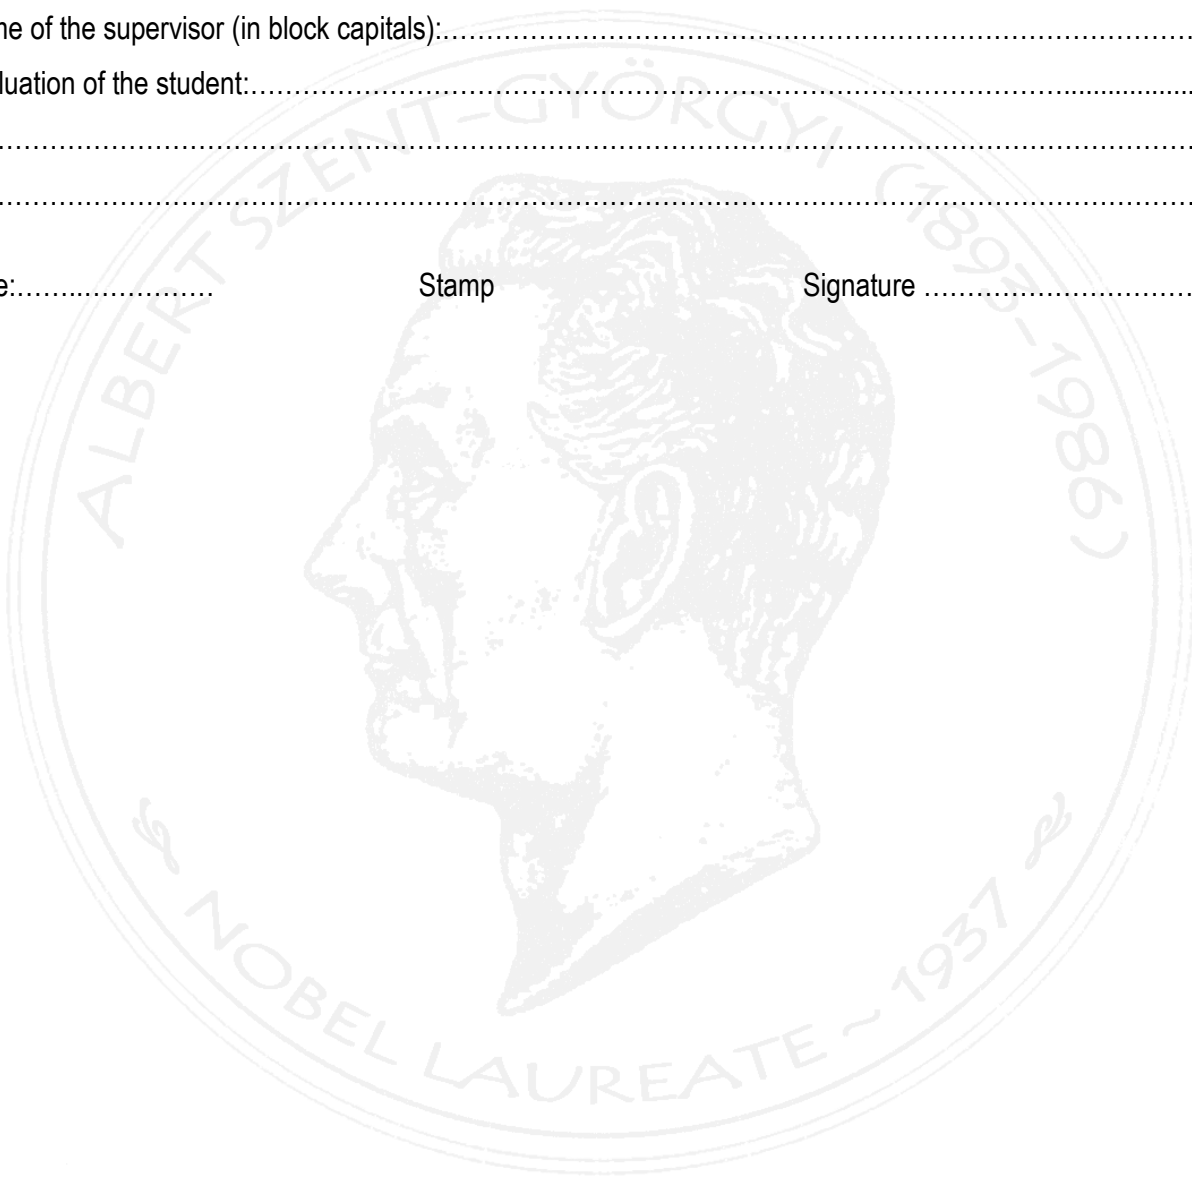 me of the supervisor (in block capitals):……………………………………………………………………
luation of the student:……………………………………………………………………………..................
……………………………………………………………………………………………………………
……………………………………………………………………………………………………………
e:……..…………… Stamp Signature …………………………
ALBERT SZENT-GYÖRGYI (1893-1986)
NOBEL LAUREATE ~ 1937